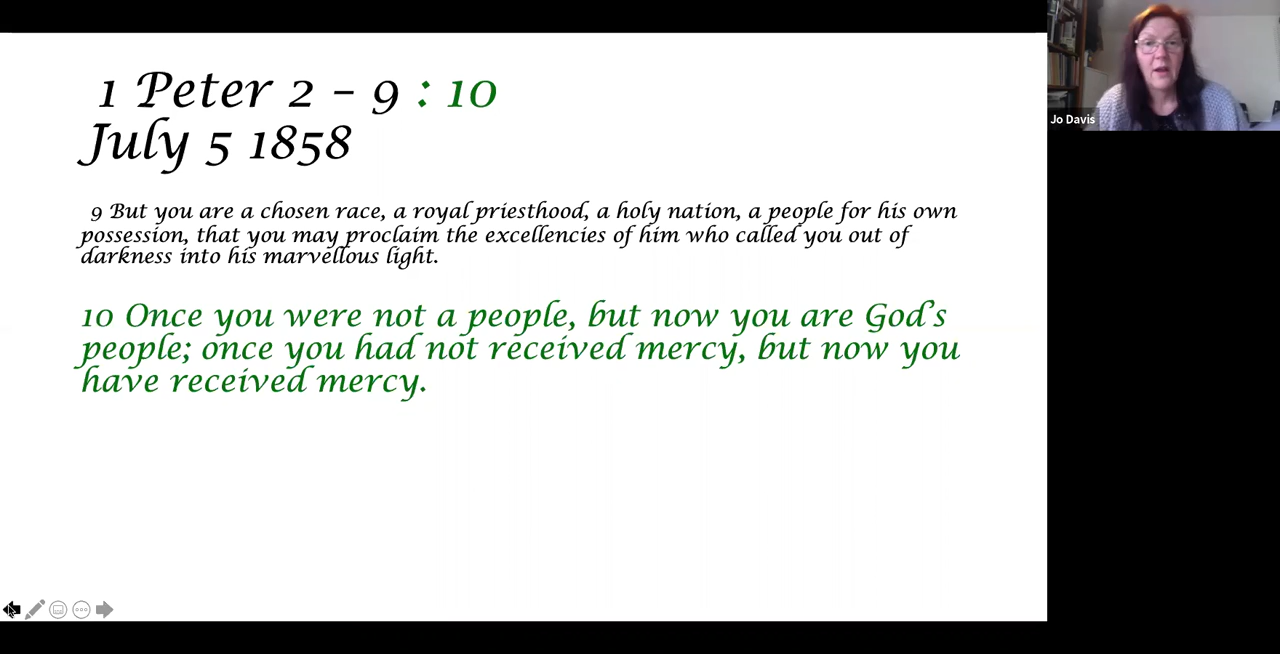 1 Peter 2 – 9 : 10
July 5 1858
9 But you are a chosen race, a royal priesthood, a holy nation, a people for his own
possession, that you may proclaim the excellencies of him who called you out of
darkness into his marvellous light.
10 Once you were not a people, but now you are God's
people; once you had not received mercy, but now you
have received mercy.
Jo Davis